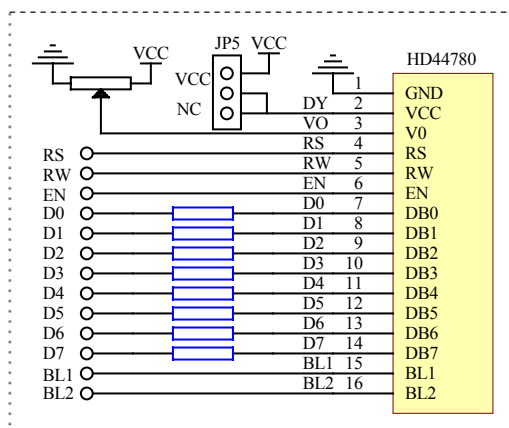 JP5 VCC
VCC
HD44780
VCC
NC
1 GND
DY 2 VCC
VO 3 V0
RS RS 4 RS
RW RW 5 RW
EN EN 6 EN
D0 D0 7 DB0
D1 D1 8 DB1
D2 D2 9 DB2
D3 D3 10 DB3
D4 D4 11 DB4
D5 D5 12 DB5
D6 D6 13 DB6
D7 D7 14 DB7
BL1 BL1 15 BL1
BL2 BL2 16 BL2